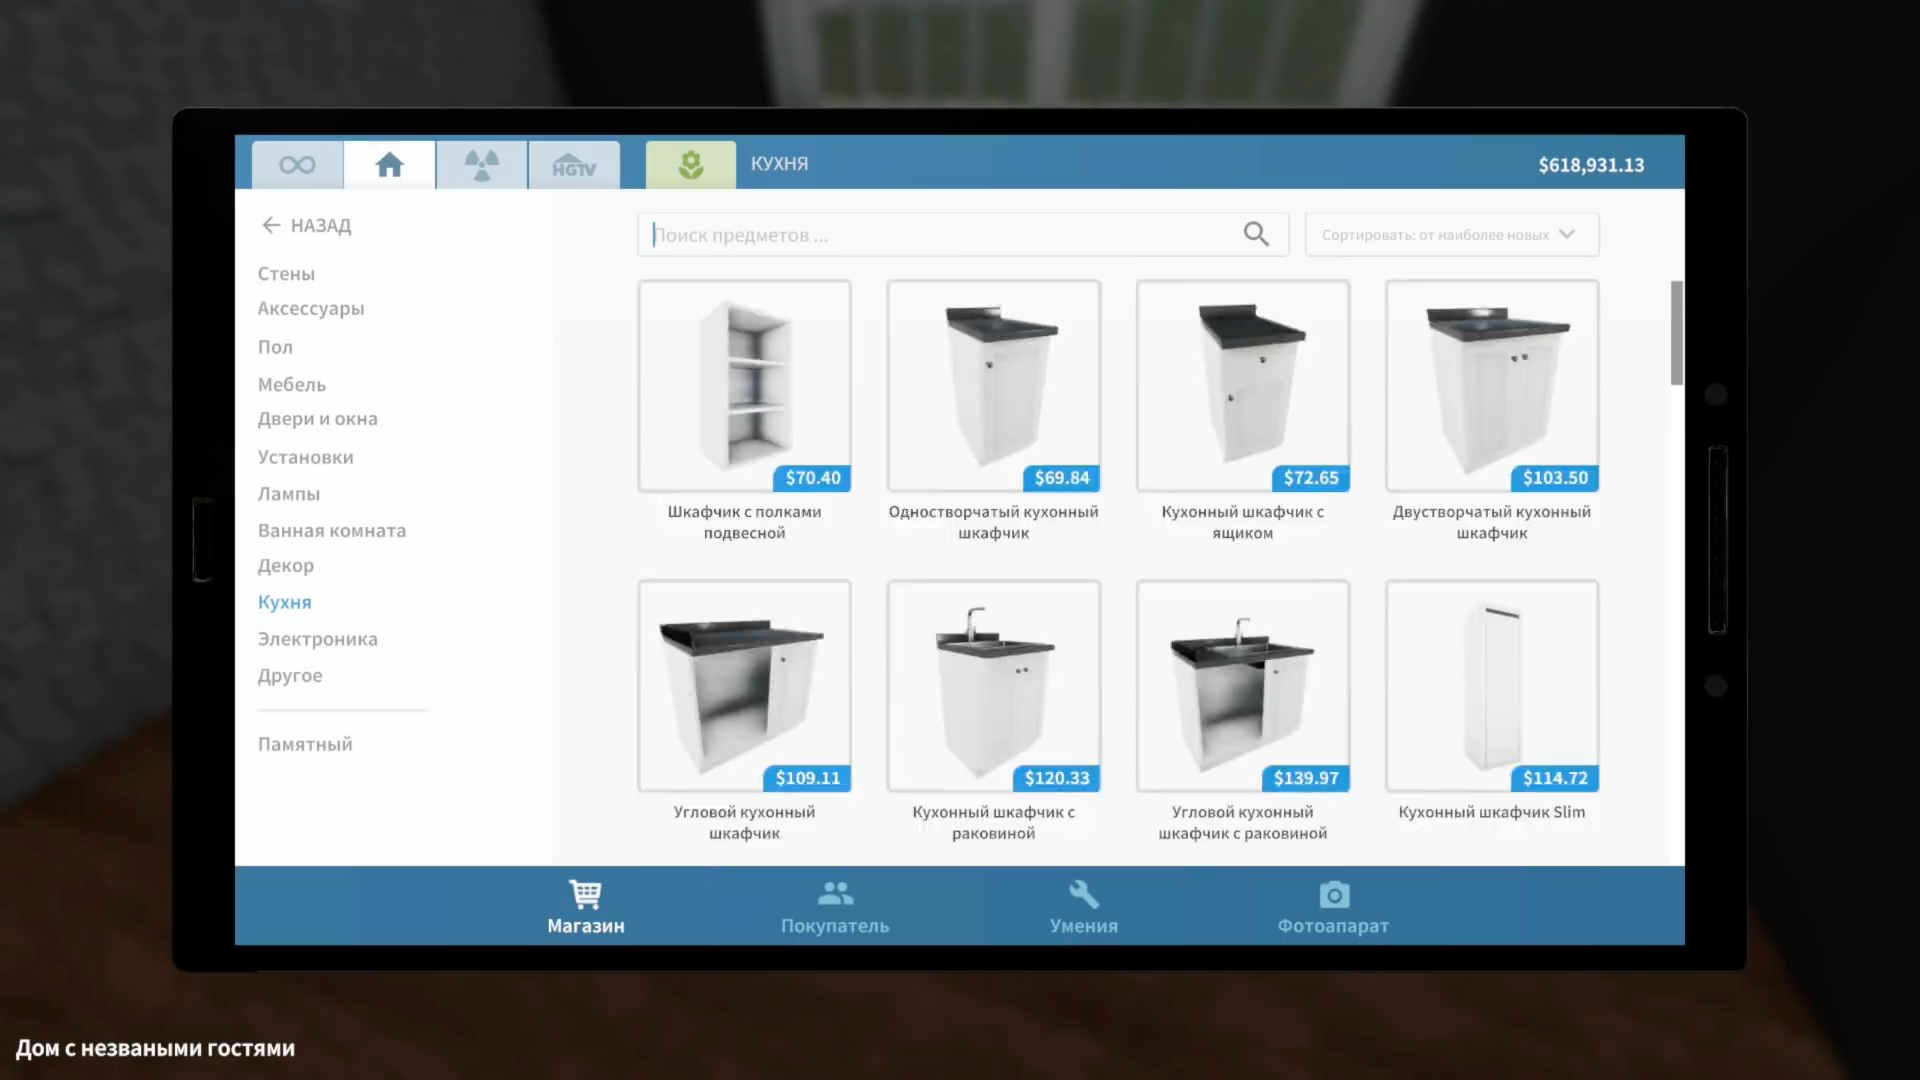 HGTV
КУХНЯ
$618,931.13
НАЗАД
Стены
Аксессуары
Пол
Мебель
Двери и окна
Установки
Лампы
Ванная комната
Декор
Кухня
Электроника
Другое
Памятный
Поиск предметов ...
Сортировать: от наиболее новых
$70.40
Шкафчик с полками
подвесной
$69.84
Одностворчатый кухонный
шкафчик
$72.65
Кухонный шкафчик с
ящиком
$103.50
Двустворчатый кухонный
шкафчик
$109.11
Угловой кухонный
шкафчик
$120.33
Кухонный шкафчик с
раковиной
$139.97
Угловой кухонный
шкафчик с раковиной
$114.72
Кухонный шкафчик Slim
Магазин
Покупатель
Умения
Фотоаппарат
Дом с незваными гостями